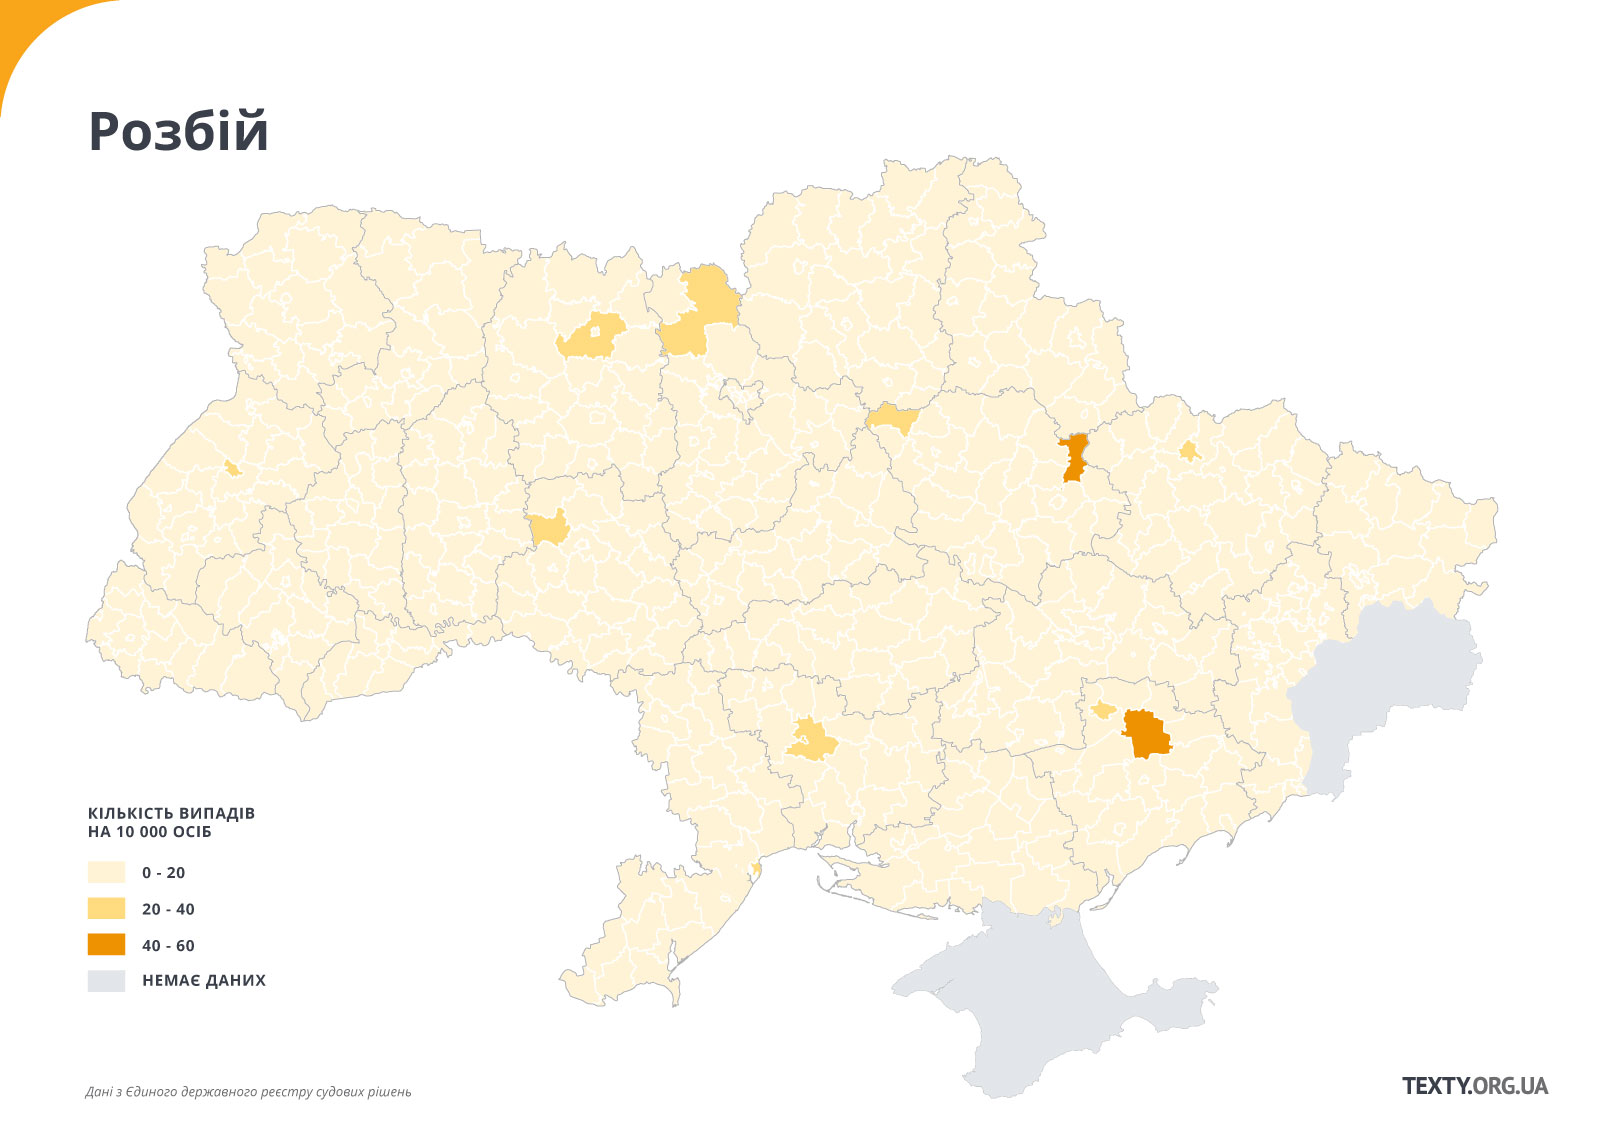 Розбій
КІЛЬКІСТЬ ВИПАДІВ
НА 10 000 ОСІБ
0 - 20
20 - 40
40 - 60
НЕМАЄ ДАНИХ
Дані з Єдиного державного реєстру судових рішень
TEXTY.ORG.UA